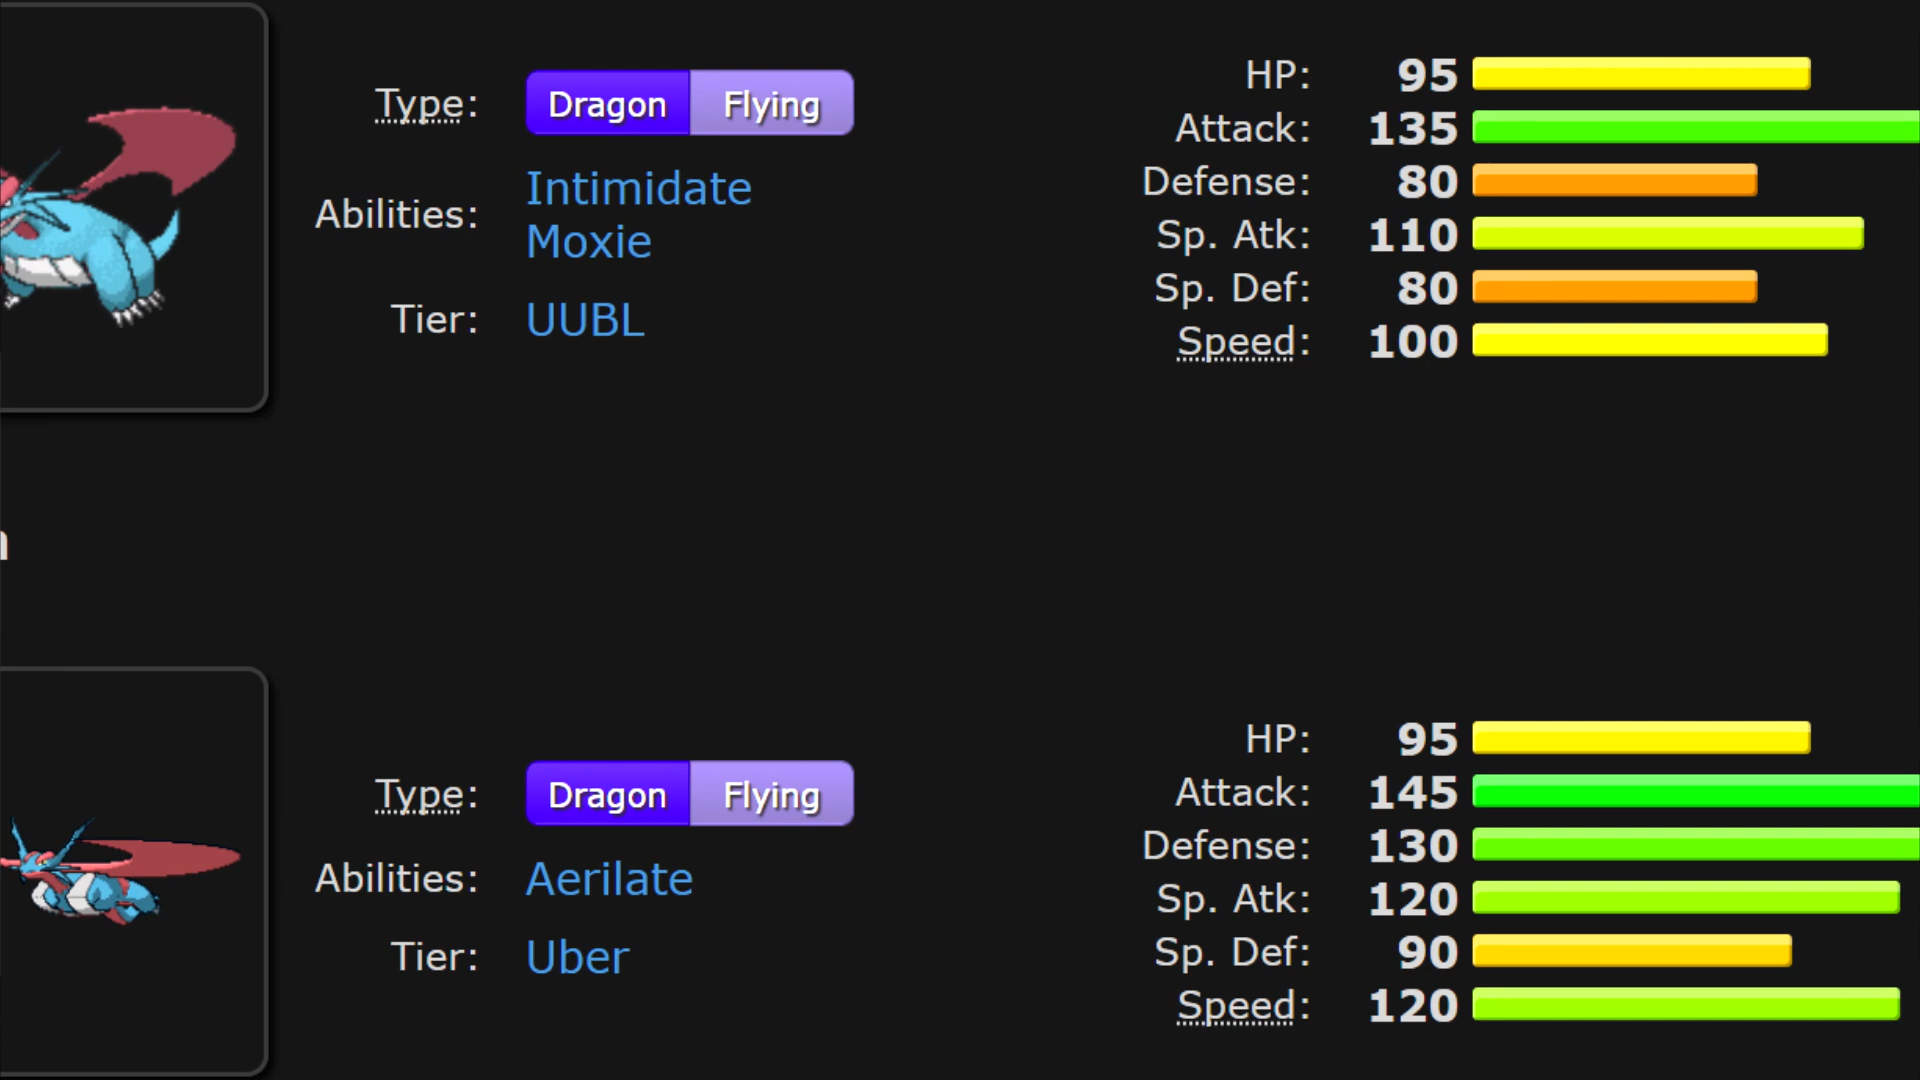 Type: Dragon Flying
Abilities: Intimidate
Moxie
Tier: UUBL
HP: 95
Attack: 135
Defense: 80
Sp. Atk: 110
Sp. Def: 80
Speed: 100
Type: Dragon Flying
Abilities: Aerilate
Tier: Uber
HP: 95
Attack: 145
Defense: 130
Sp. Atk: 120
Sp. Def: 90
Speed: 120